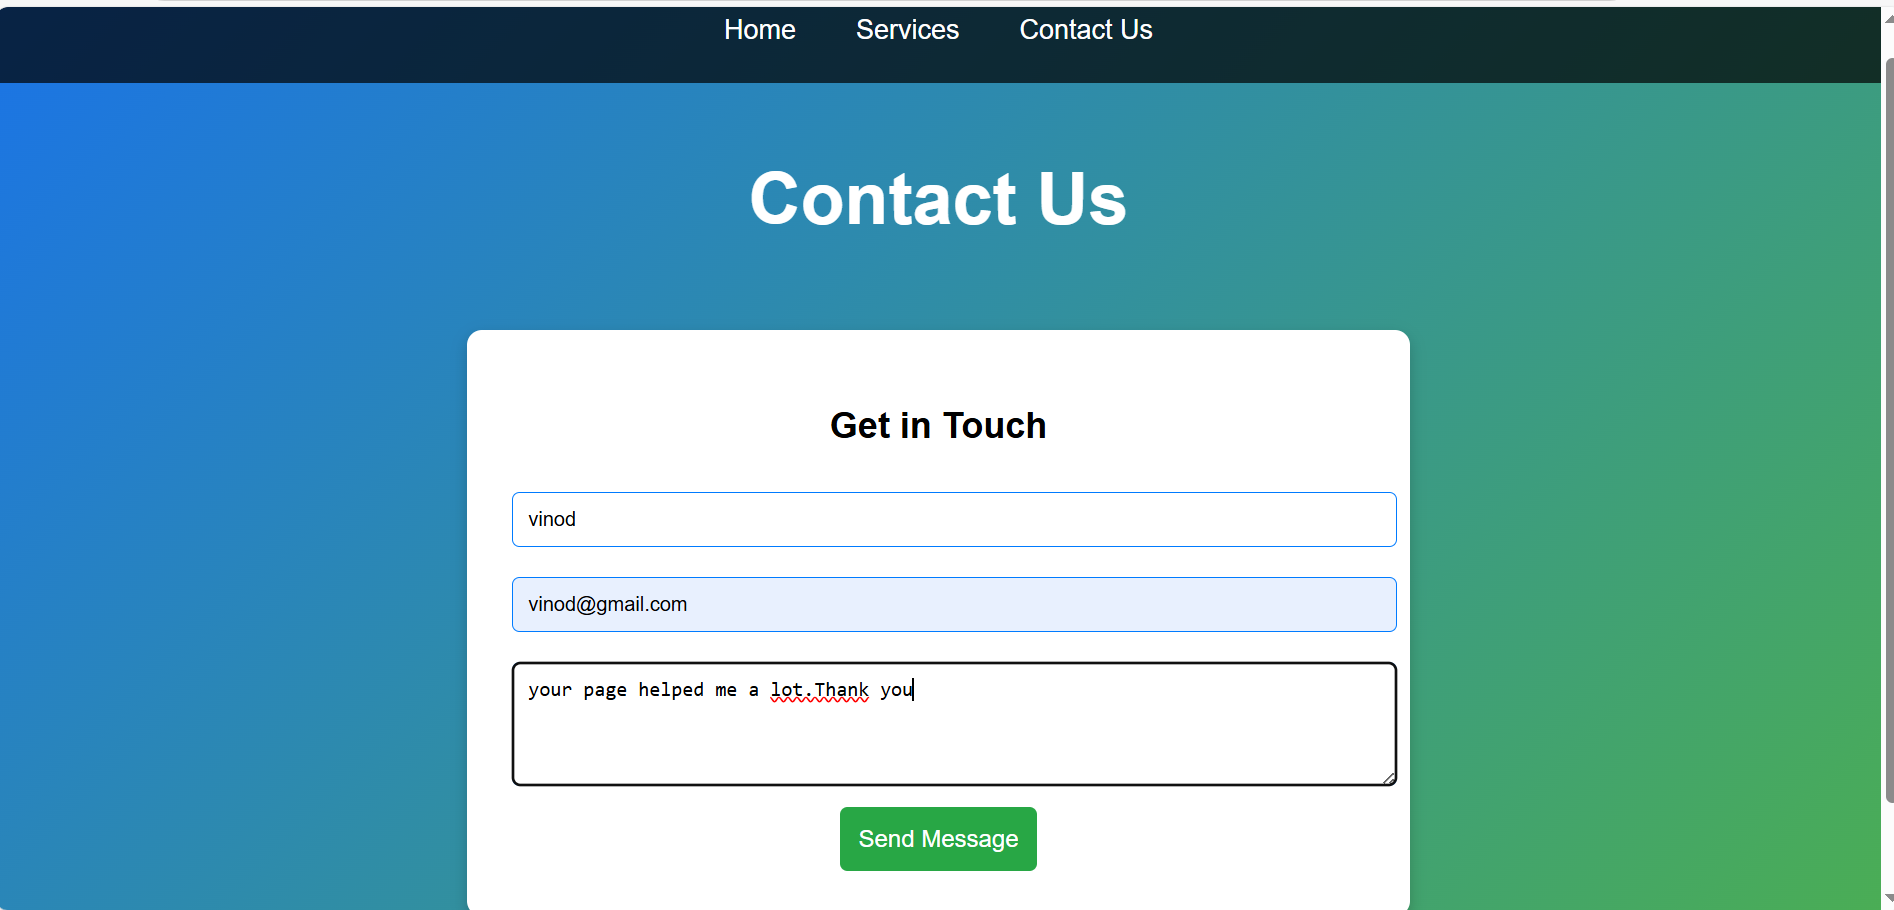 Home Services Contact Us
Contact Us
Get in Touch
vinod
vinod@gmail.com
your page helped me a lot.Thank you
Send Message